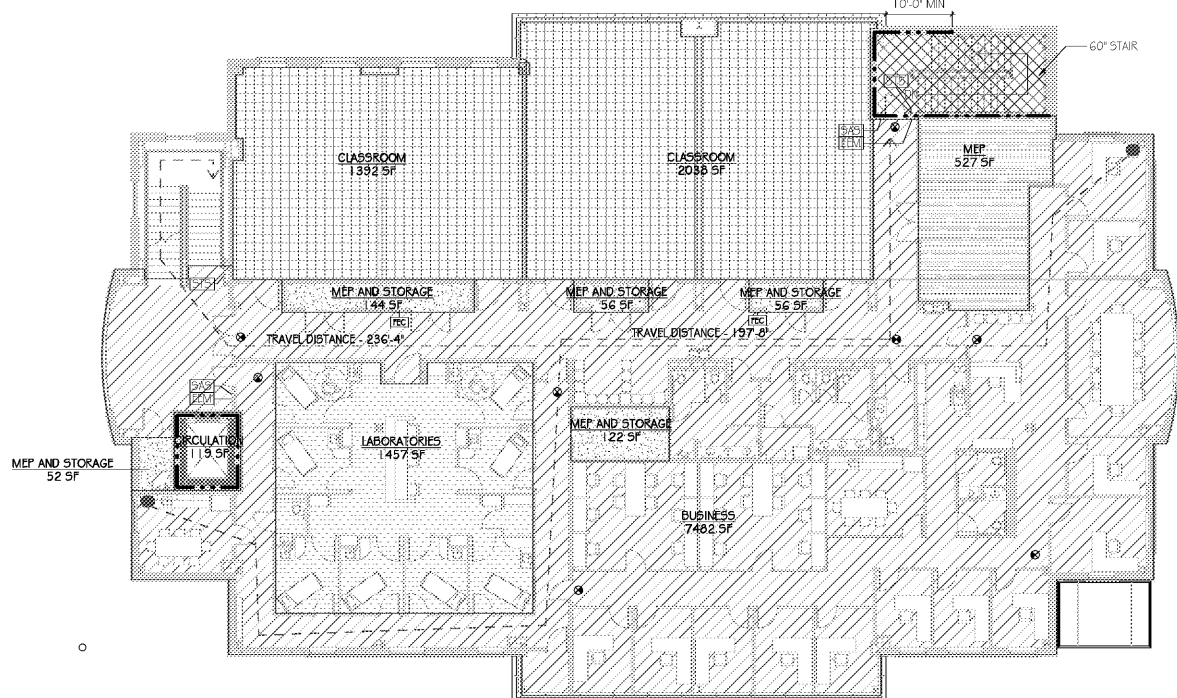 10'-0" MIN
60" STAIR
SAS
EEM
MEP
527 SF
CLASSROOM
1392 SF
CLASSROOM
2038 SF
STS
MEP AND STORAGE
144 SF
MEP AND STORAGE
56 SF
MEP AND STORAGE
56 SF
FEC
FEC
TRAVEL DISTANCE - 236'-4"
TRAVEL DISTANCE - 197'-8"
SAS
EEM
CIRCULATION
119 SF
MEP AND STORAGE
52 SF
LABORATORIES
1457 SF
MEP AND STORAGE
122 SF
BUSINESS
7482 SF